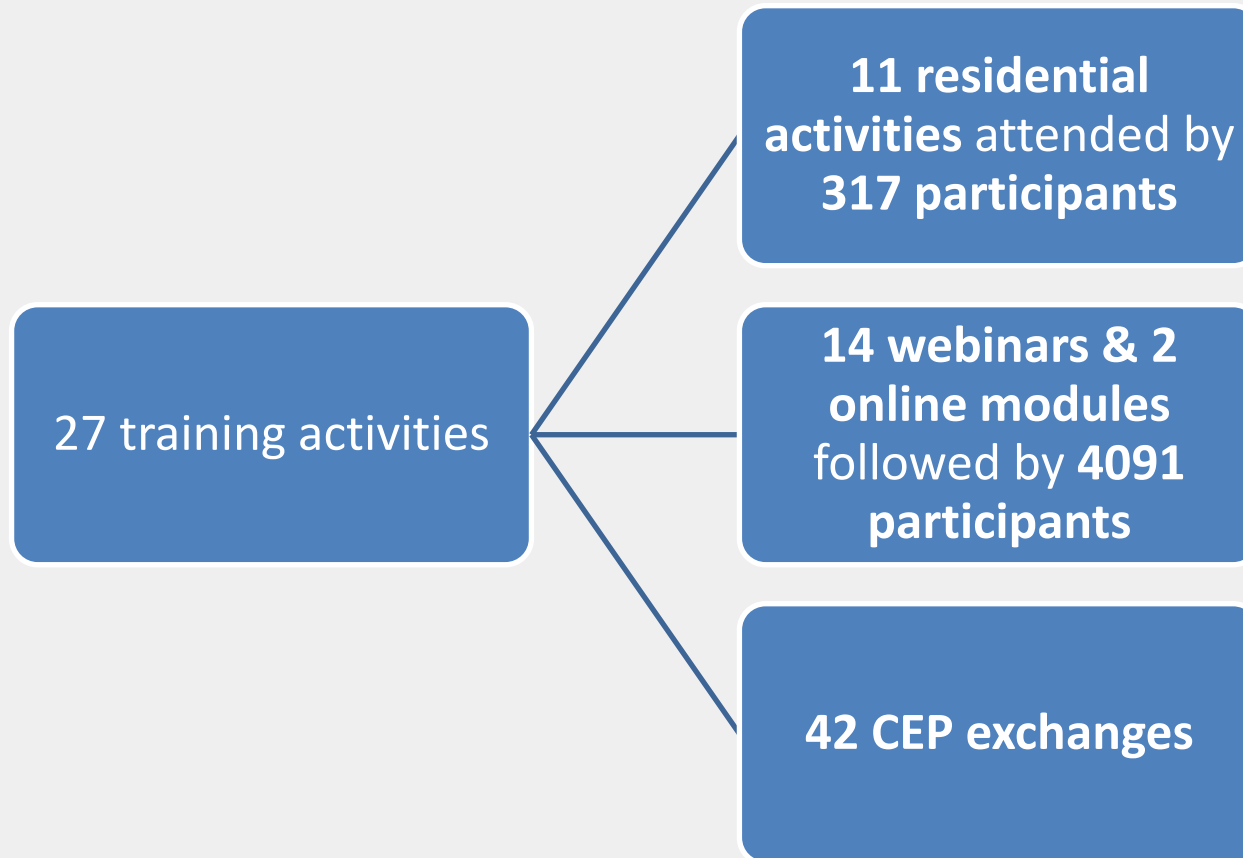 27 training activities
11 residential
activities attended by
317 participants
14 webinars & 2
online modules
followed by 4091
participants
42 CEP exchanges